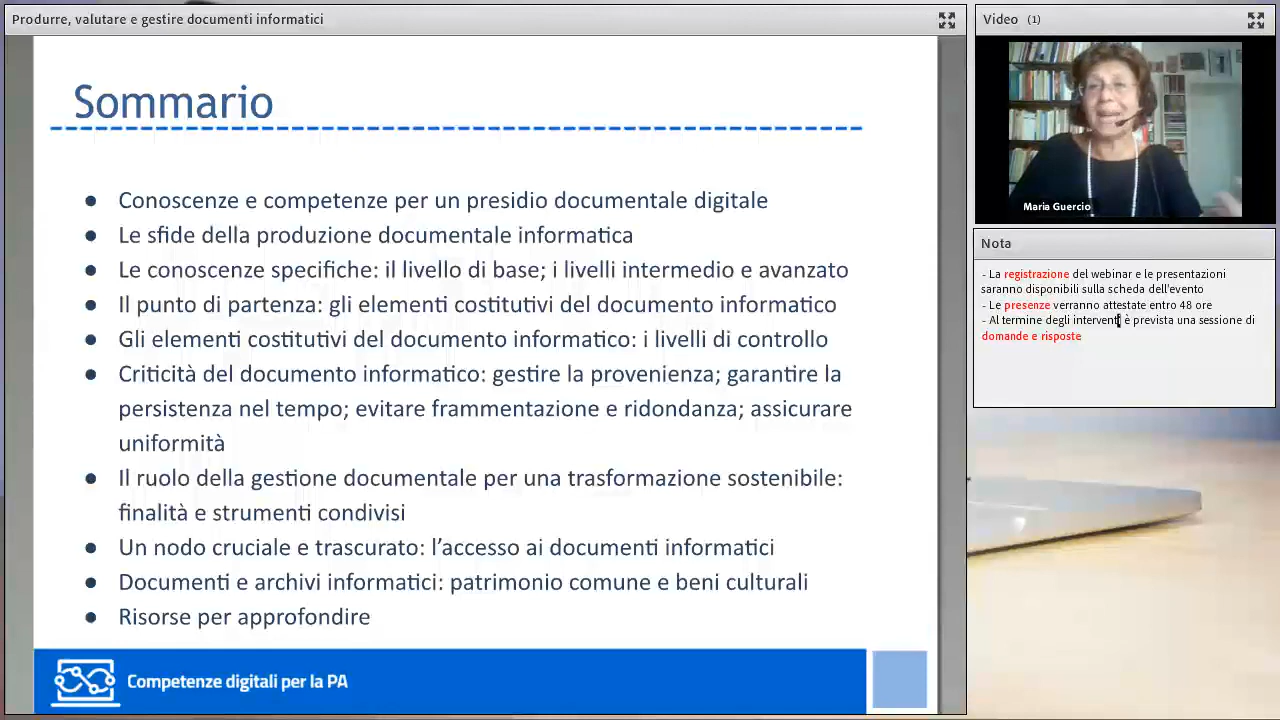 Produrre, valutare e gestire documenti informatici
Sommario
● Conoscenze e competenze per un presidio documentale digitale
● Le sfide della produzione documentale informatica
● Le conoscenze specifiche: il livello di base; i livelli intermedio e avanzato
● Il punto di partenza: gli elementi costitutivi del documento informatico
● Gli elementi costitutivi del documento informatico: i livelli di controllo
● Criticità del documento informatico: gestire la provenienza; garantire la
persistenza nel tempo; evitare frammentazione e ridondanza; assicurare
uniformità
● Il ruolo della gestione documentale per una trasformazione sostenibile:
finalità e strumenti condivisi
● Un nodo cruciale e trascurato: l’accesso ai documenti informatici
● Documenti e archivi informatici: patrimonio comune e beni culturali
● Risorse per approfondire
Competenze digitali per la PA
Video (1)
Maria Guercio
Nota
- La registrazione del webinar e le presentazioni
saranno disponibili sulla scheda dell'evento
- Le presenze verranno attestate entro 48 ore
- Al termine degli interventi è prevista una sessione di
domande e risposte